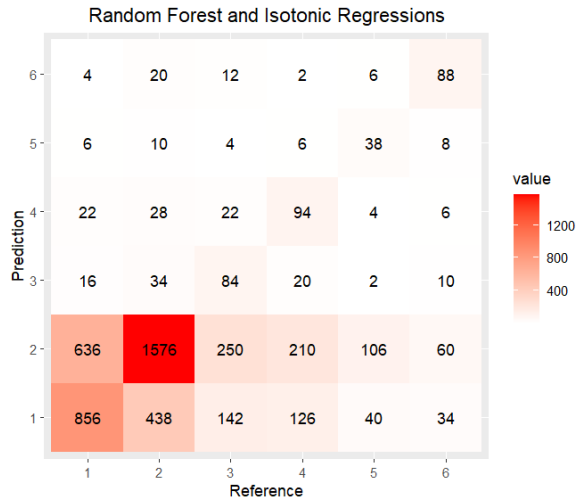 Random Forest and Isotonic Regressions
6 4 20 12 2 6 88
5 6 10 4 6 38 8
4 22 28 22 94 4 6
3 16 34 84 20 2 10
2 636 1576 250 210 106 60
1 856 438 142 126 40 34
1 2 3 4 5 6
Reference
Prediction
value
1200
800
400